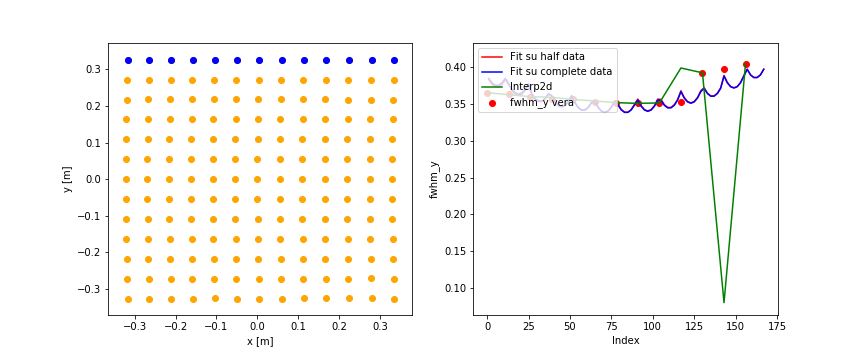 0.3
0.2
0.1
0.0
−0.1
−0.2
−0.3
y [m]
−0.3 −0.2 −0.1 0.0 0.1 0.2 0.3
x [m]
Fit su half data
Fit su complete data
Interp2d
fwhm_y vera
0.40
0.35
0.30
0.25
0.20
0.15
0.10
fwhm_y
0 25 50 75 100 125 150 175
Index